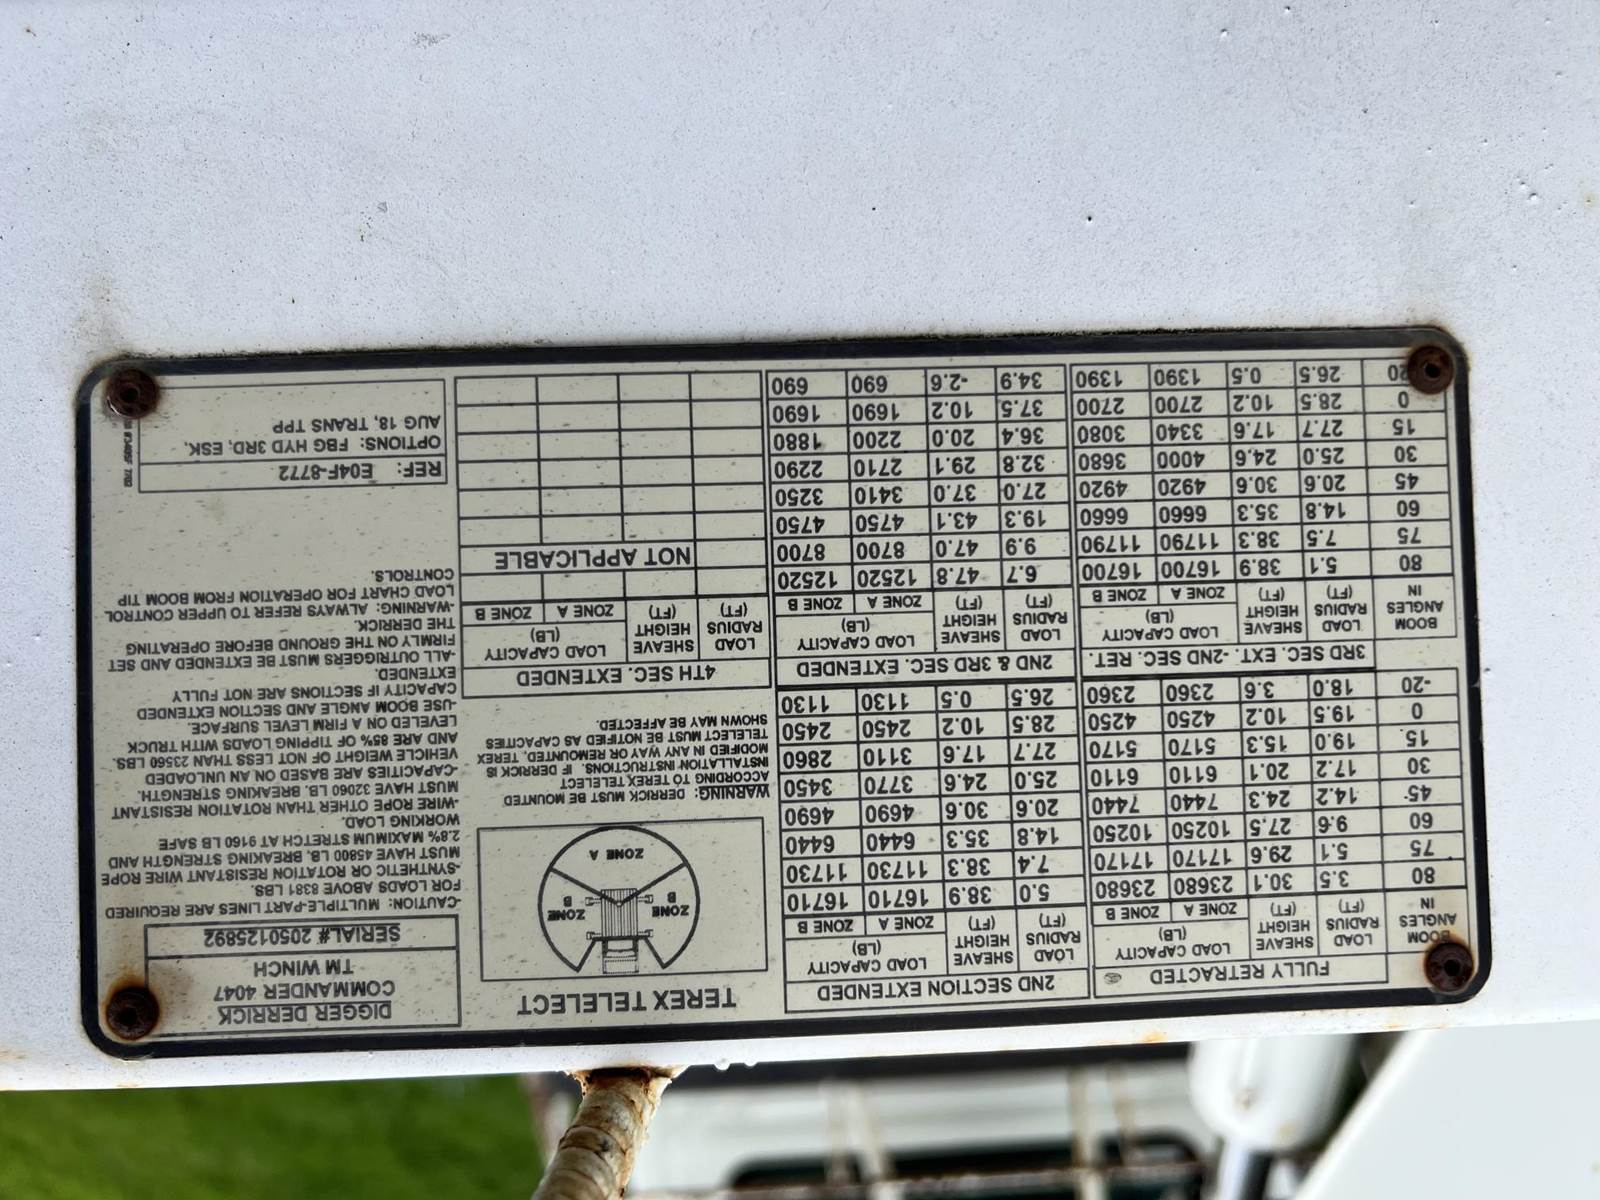 FULLY RETRACTED
BOOM ANGLES IN
LOAD RADIUS (FT)
SHEAVE HEIGHT (FT)
LOAD CAPACITY (LB)
ZONE A ZONE B
80 3.5 30.1 23680 23680
75 5.1 29.6 17170 17170
60 9.6 27.5 10250 10250
45 14.2 24.3 7440 7440
30 17.2 20.1 6110 6110
15 19.0 15.3 5170 5170
0 19.5 10.2 4250 4250
-20 18.0 3.6 2360 2360
2ND SECTION EXTENDED
LOAD RADIUS (FT)
SHEAVE HEIGHT (FT)
LOAD CAPACITY (LB)
ZONE A ZONE B
5.0 38.9 16710 16710
7.4 38.3 11730 11730
14.8 35.3 6440 6440
20.6 30.6 4690 4690
25.0 24.6 3770 3450
27.7 17.6 3110 2860
28.5 10.2 2450 2450
26.5 0.5 1130 1130
3RD SEC. EXT. -2ND SEC. RET.
BOOM ANGLES IN
LOAD RADIUS (FT)
SHEAVE HEIGHT (FT)
LOAD CAPACITY (LB)
ZONE A ZONE B
80 5.1 38.9 16700 16700
75 7.5 38.3 11790 11790
60 14.8 35.3 6660 6660
45 20.6 30.6 4920 4920
30 25.0 24.6 4000 3680
15 27.7 17.6 3340 3080
0 28.5 10.2 2700 2700
20 26.5 0.5 1390 1390
2ND & 3RD SEC. EXTENDED
LOAD RADIUS (FT)
SHEAVE HEIGHT (FT)
LOAD CAPACITY (LB)
ZONE A ZONE B
6.7 47.8 12520 12520
9.9 47.0 8700 8700
19.3 43.1 4750 4750
27.0 37.0 3410 3250
32.8 29.1 2710 2290
36.4 20.0 2200 1880
37.5 10.2 1690 1690
34.9 -2.6 690 690
TEREX TELELECT
ZONE B
ZONE B
ZONE A
WARNING: DERRICK MUST BE MOUNTED
ACCORDING TO TEREX TELELECT
INSTALLATION INSTRUCTIONS. IF DERRICK IS
MODIFIED IN ANY WAY OR REMOUNTED, TEREX
TELELECT MUST BE NOTIFIED AS CAPACITIES
SHOWN MAY BE AFFECTED.
4TH SEC. EXTENDED
LOAD RADIUS (FT)
SHEAVE HEIGHT (FT)
LOAD CAPACITY (LB)
ZONE A ZONE B
NOT APPLICABLE
DIGGER DERRICK
COMMANDER 4047
TM WINCH
SERIAL# 2050125892
-CAUTION: MULTIPLE-PART LINES ARE REQUIRED
FOR LOADS ABOVE 8381 LBS.
-SYNTHETIC OR ROTATION RESISTANT WIRE ROPE
MUST HAVE 45800 LB. BREAKING STRENGTH AND
2.8% MAXIMUM STRETCH AT 9160 LB SAFE
WORKING LOAD.
-WIRE ROPE OTHER THAN ROTATION RESISTANT
MUST HAVE 32060 LB. BREAKING STRENGTH.
-CAPACITIES ARE BASED ON AN UNLOADED
VEHICLE WEIGHT OF NOT LESS THAN 23560 LBS.
AND ARE 85% OF TIPPING LOADS WITH TRUCK
LEVELED ON A FIRM LEVEL SURFACE.
-USE BOOM ANGLE AND SECTION EXTENDED
CAPACITY IF SECTIONS ARE NOT FULLY
EXTENDED.
-ALL OUTRIGGERS MUST BE EXTENDED AND SET
FIRMLY ON THE GROUND BEFORE OPERATING
THE DERRICK.
-WARNING: ALWAYS REFER TO UPPER CONTROL
LOAD CHART FOR OPERATION FROM BOOM TIP
CONTROLS.
REF: E04F-8772
OPTIONS: FBG HYD 3RD, ESK,
AUG 18, TRANS TPP